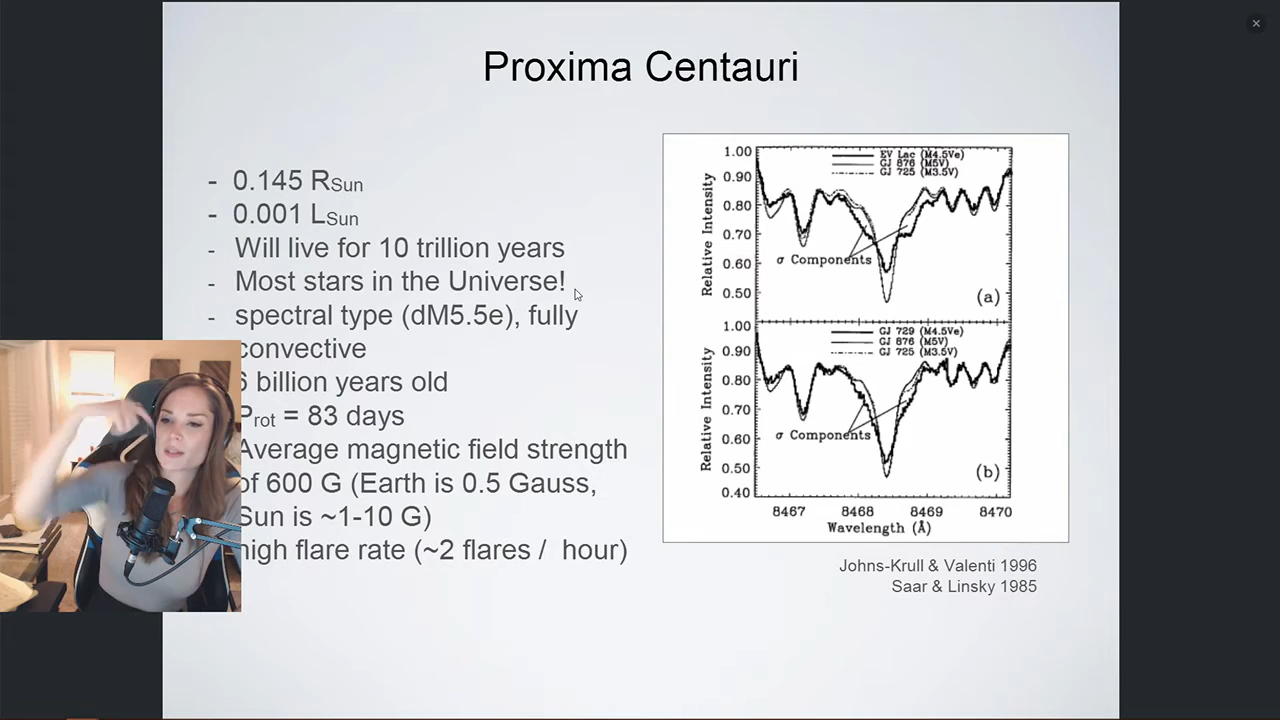 Proxima Centauri
- 0.145 RSun
- 0.001 LSun
- Will live for 10 trillion years
- Most stars in the Universe!
- spectral type (dM5.5e), fully
convective
billion years old
rot = 83 days
Average magnetic field strength
of 600 G (Earth is 0.5 Gauss,
Sun is ~1-10 G)
high flare rate (~2 flares / hour)
1.00
0.90
0.80
0.70
0.60
0.50
Relative Intensity
EV Lac (M4.5Ve)
GJ 876 (M5V)
GJ 725 (M3.5V)
σ Components
(a)
1.00
0.90
0.80
0.70
0.60
0.50
0.40
Relative Intensity
GJ 729 (M4.5Ve)
GJ 876 (M5V)
GJ 725 (M3.5V)
σ Components
(b)
8467 8468 8469 8470
Wavelength (Å)
Johns-Krull & Valenti 1996
Saar & Linsky 1985